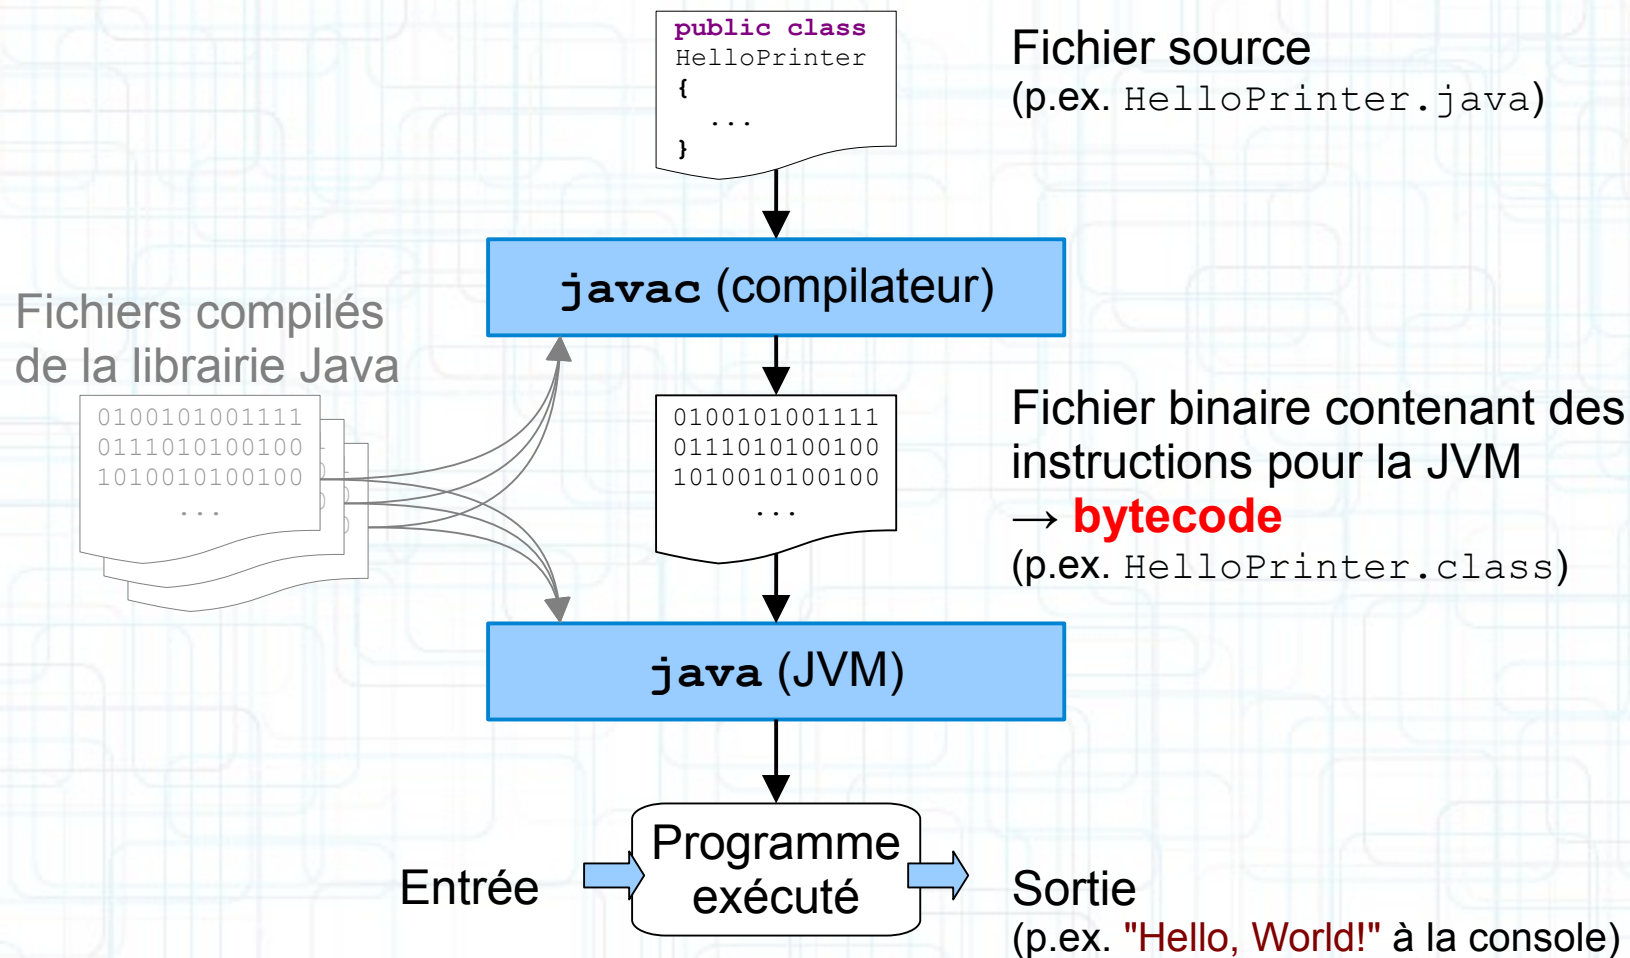 public class
HelloPrinter
{
...
}
Fichier source
(p.ex. HelloPrinter.java)
javac (compilateur)
Fichiers compilés
de la librairie Java
0100101001111
0111010100100
1010010100100
...
0100101001111
0111010100100
1010010100100
...
Fichier binaire contenant des
instructions pour la JVM
→ bytecode
(p.ex. HelloPrinter.class)
java (JVM)
Entrée
Programme
exécuté
Sortie
(p.ex. "Hello, World!" à la console)